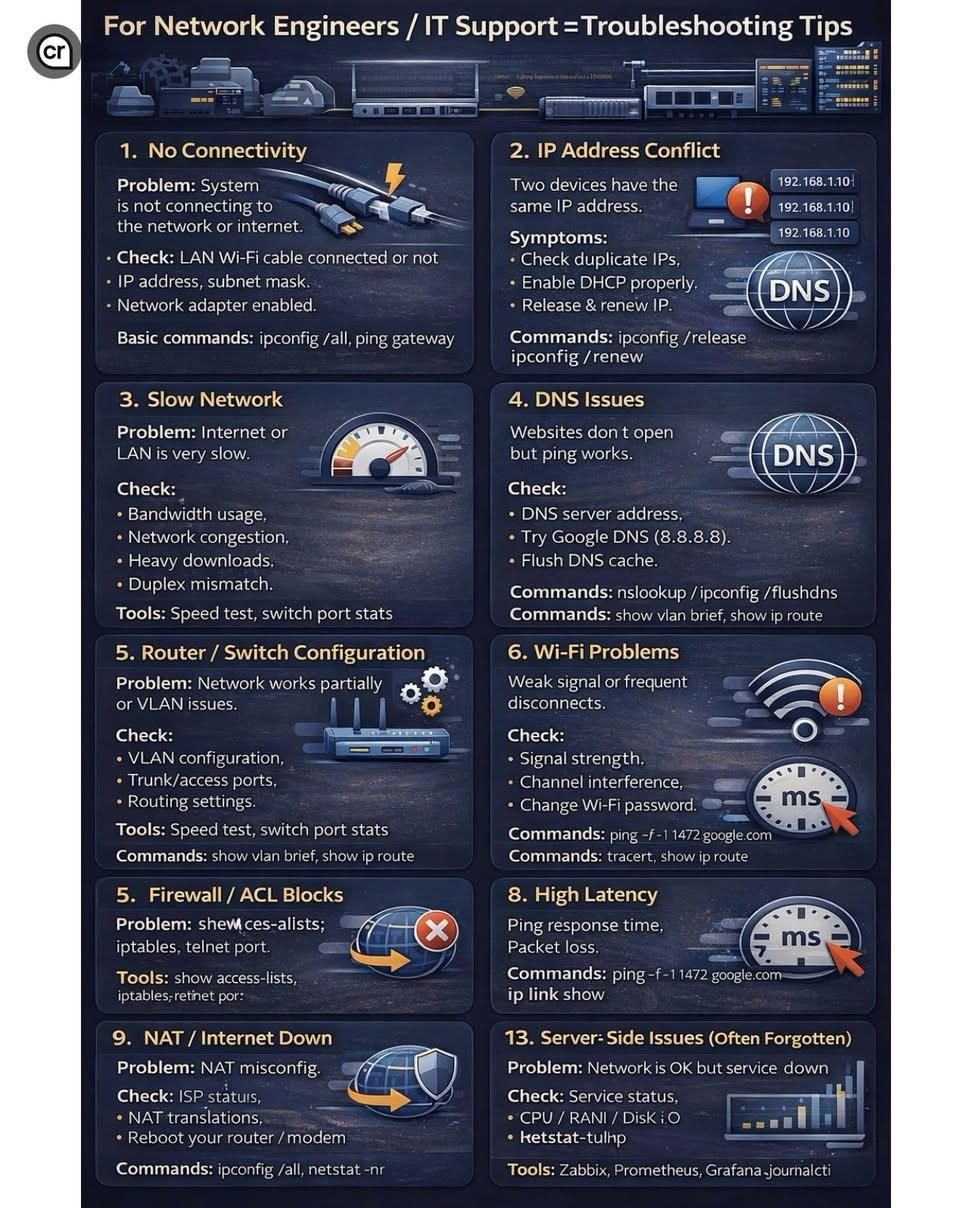 cr
For Network Engineers / IT Support = Troubleshooting Tips
1. No Connectivity
Problem: System
is not connecting to
the network or internet.
• Check: LAN Wi-Fi cable connected or not
• IP address, subnet mask.
• Network adapter enabled.
Basic commands: ipconfig /all, ping gateway
2. IP Address Conflict
Two devices have the
same IP address.
192.168.1.10
192.168.1.10
192.168.1.10
Symptoms:
• Check duplicate IPs,
• Enable DHCP properly.
• Release & renew IP.
DNS
Commands: ipconfig /release
ipconfig /renew
3. Slow Network
Problem: Internet or
LAN is very slow.
Check:
• Bandwidth usage,
• Network congestion,
• Heavy downloads,
• Duplex mismatch.
Tools: Speed test, switch port stats
4. DNS Issues
Websites don t open
but ping works.
DNS
Check:
• DNS server address,
• Try Google DNS (8.8.8.8).
• Flush DNS cache.
Commands: nslookup / ipconfig /flushdns
Commands: show vlan brief, show ip route
5. Router / Switch Configuration
Problem: Network works partially
or VLAN issues.
Check:
• VLAN configuration,
• Trunk/access ports,
• Routing settings.
Tools: Speed test, switch port stats
Commands: show vlan brief, show ip route
6. Wi-Fi Problems
Weak signal or frequent
disconnects.
Check:
• Signal strength,
• Channel interference,
• Change Wi-Fi password.
ms
Commands: ping -f -1 1472 google.com
Commands: tracert, show ip route
5. Firewall / ACL Blocks
Problem: ces-alists;
iptables, telnet port.
Tools: show access-lists,
iptables,
8. High Latency
Ping response time,
Packet loss.
ms
Commands: ping -f -1 1472 google.com
ip link show
9. NAT / Internet Down
Problem: NAT misconfig.
Check: ISP
• NAT translations,
• Reboot your router / modem
Commands: ipconfig /all, netstat -nr
13. Server-Side Issues (Often Forgotten)
Problem: Network is OK but service down
Check: Service status,
• CPU / RANI / Disk
Tools: Zabbix, Prometheus, Grafana -journalcti